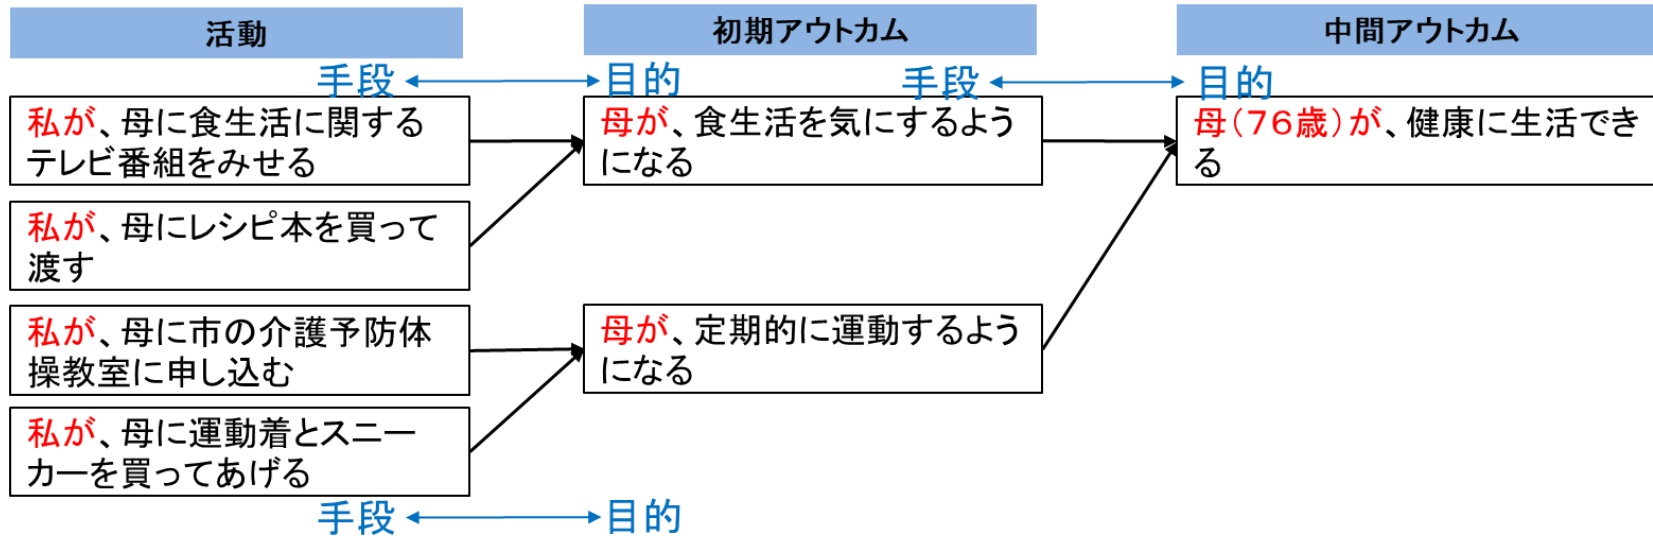 活動
初期アウトカム
中間アウトカム
手段
目的
手段
目的
私が、母に食生活に関する
テレビ番組をみせる
母が、食生活を気にするよう
になる
母(76歳)が、健康に生活でき
る
私が、母にレシピ本を買って
渡す
私が、母に市の介護予防体
操教室に申し込む
母が、定期的に運動するよう
になる
私が、母に運動着とスニー
カーを買ってあげる
手段
目的